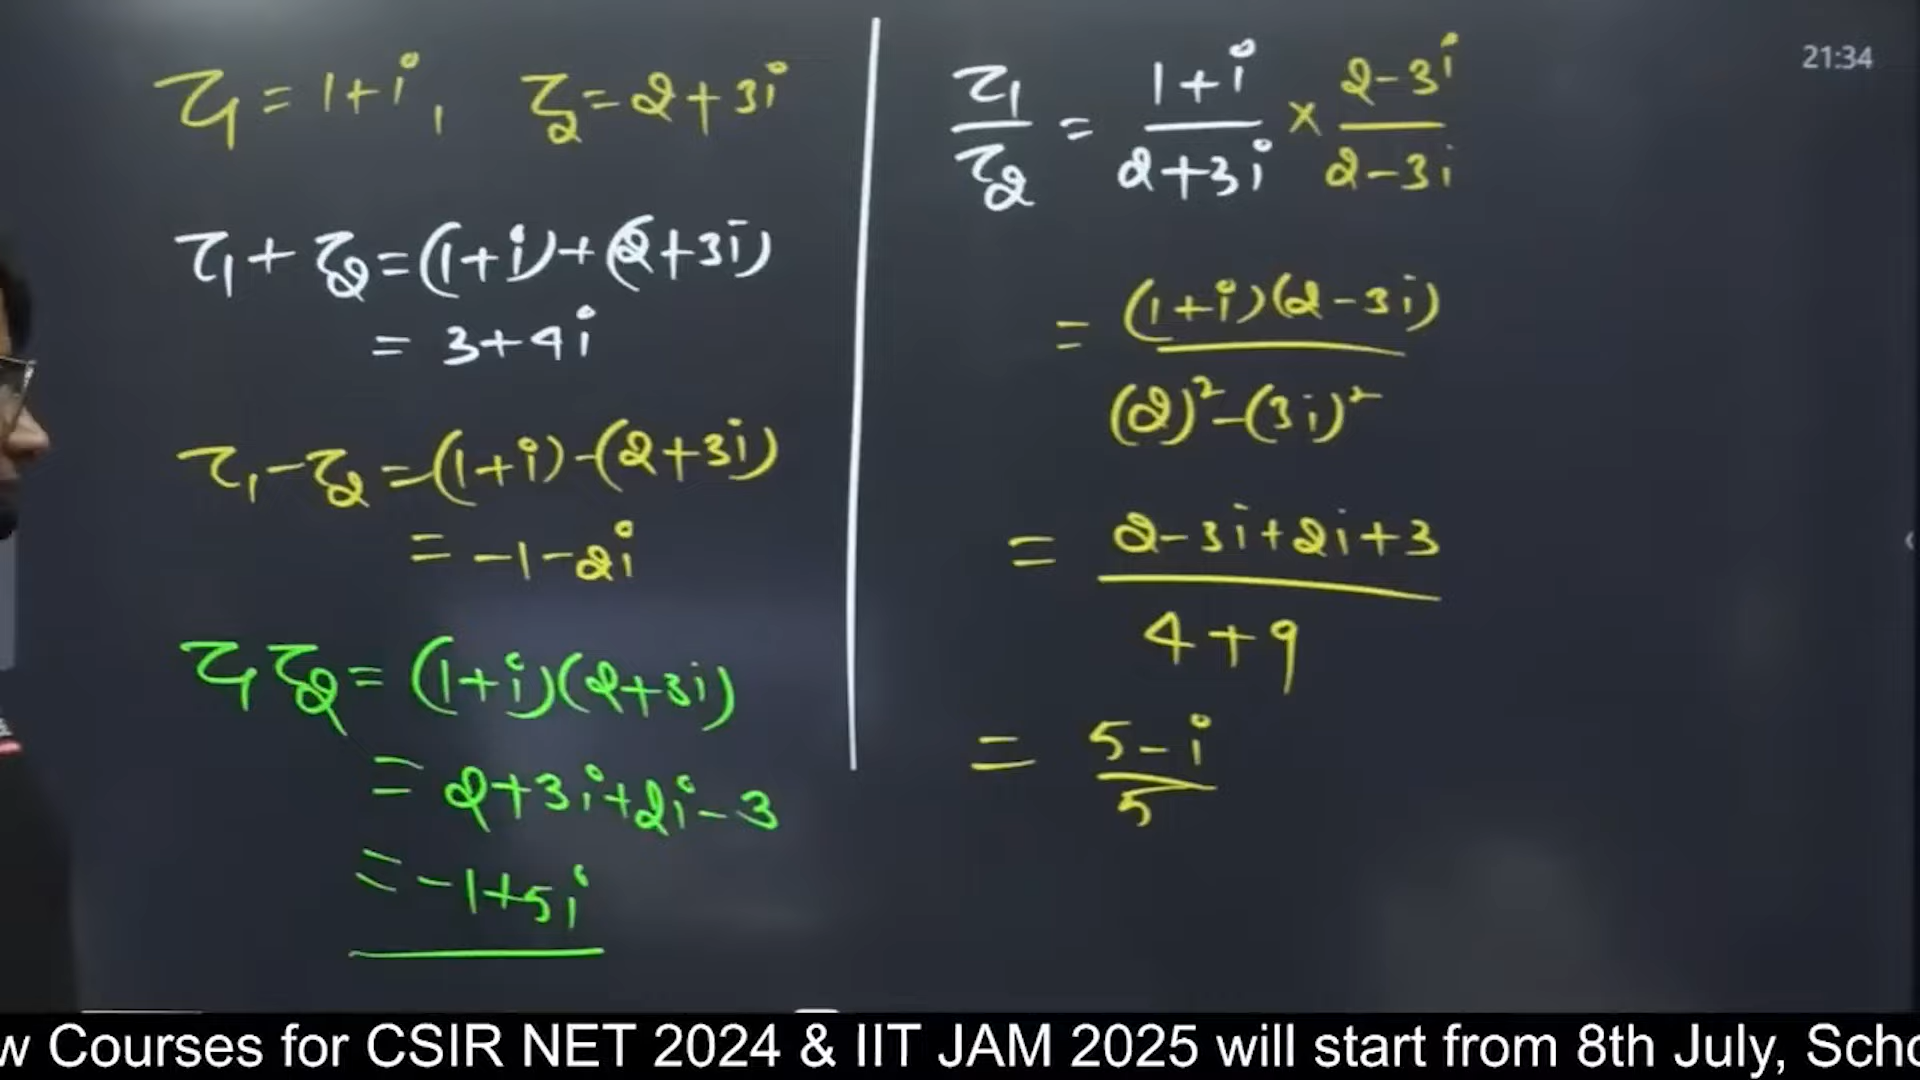 z₁ = 1+i, z₂ = 2+3i
z₁ + z₂ = (1+i)+(2+3i)
= 3+4i
z₁ - z₂ = (1+i)-(2+3i)
= -1-2i
z₁ z₂ = (1+i)(2+3i)
= 2+3i+2i-3
= -1+5i
z₁/z₂ = (1+i)/(2+3i) × (2-3i)/(2-3i)
= (1+i)(2-3i)/((2)²-(3i)²)
= (2-3i+2i+3)/(4+9)
= (5-i)/5
21:34
w Courses for CSIR NET 2024 & IIT JAM 2025 will start from 8th July, Scho